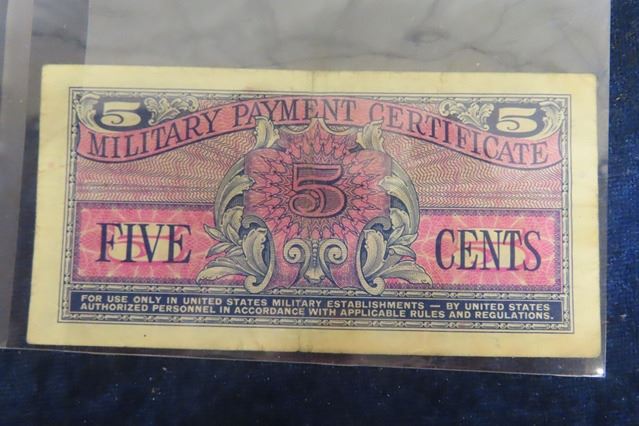 5 5
MILITARY PAYMENT CERTIFICATE
5
FIVE CENTS
FOR USE ONLY IN UNITED STATES MILITARY ESTABLISHMENTS — BY UNITED STATES
AUTHORIZED PERSONNEL IN ACCORDANCE WITH APPLICABLE RULES AND REGULATIONS.